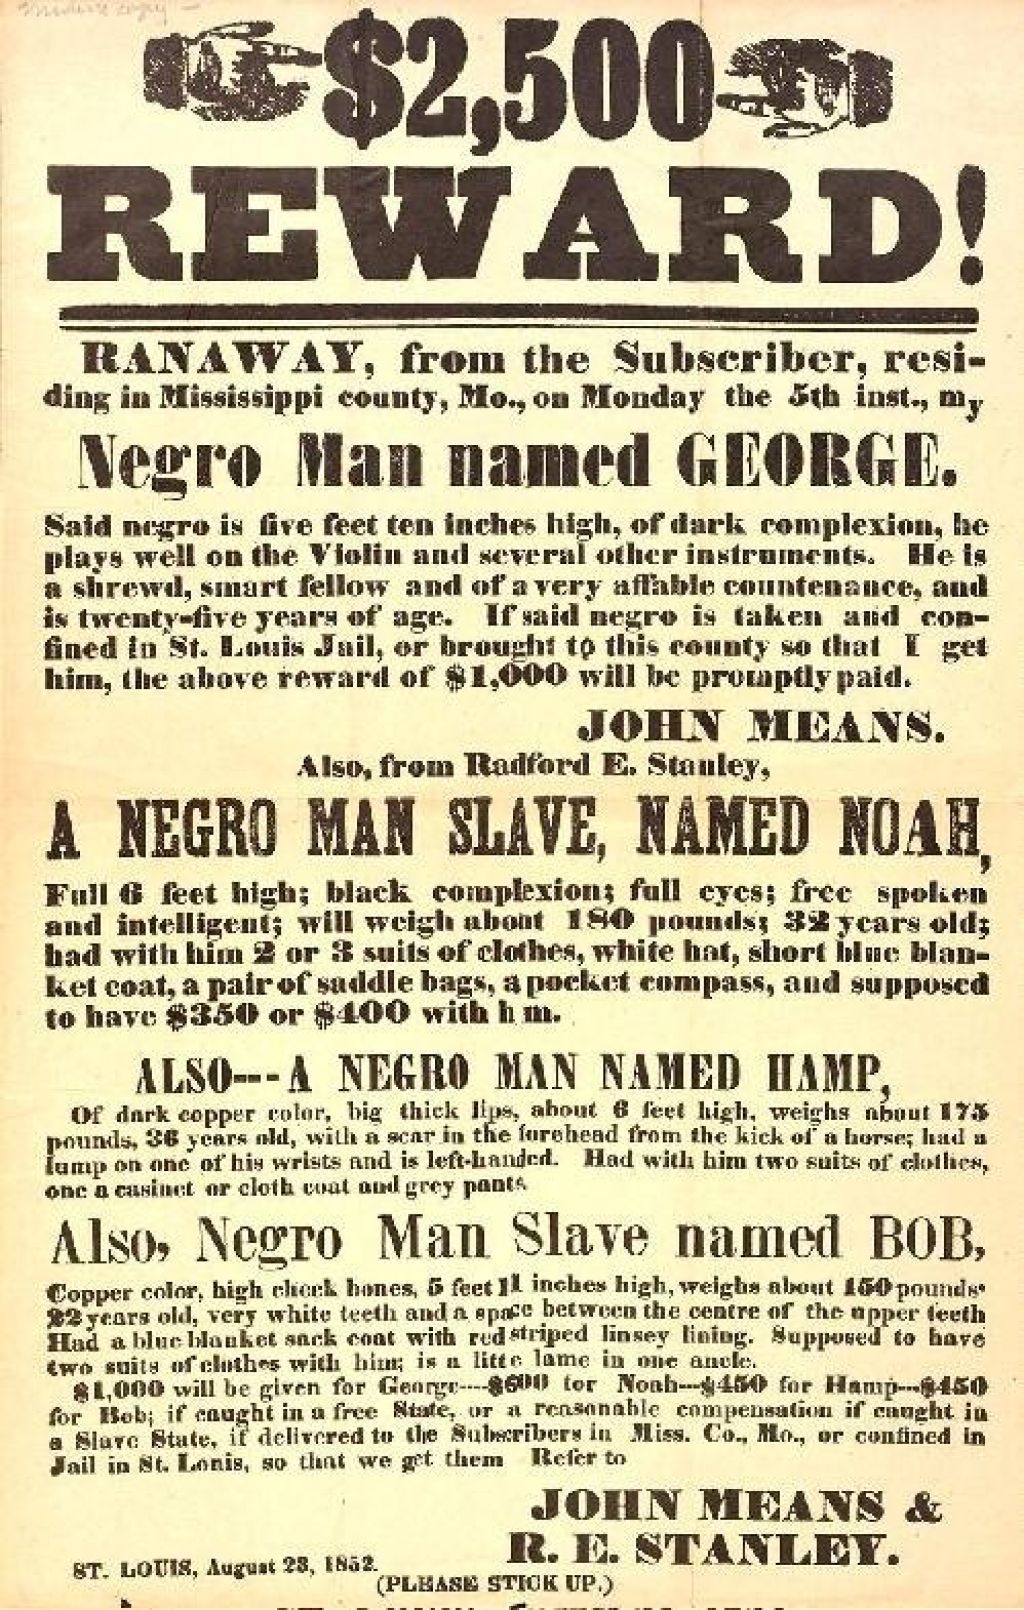 $2,500
REWARD!
RANAWAY, from the Subscriber, resi-
ding in Mississippi county, Mo., on Monday the 5th inst., my
Negro Man named GEORGE.
Said negro is five feet ten inches high, of dark complexion, he
plays well on the Violin and several other instruments. He is
a shrewd, smart fellow and of a very affable countenance, and
is twenty-five years of age. If said negro is taken and con-
fined in St. Louis Jail, or brought to this county so that I get
him, the above reward of $1,000 will be promptly paid.
JOHN MEANS.
Also, from Radford E. Stanley,
A NEGRO MAN SLAVE, NAMED NOAH,
Full 6 feet high; black complexion; full eyes; free spoken
and intelligent; will weigh about 180 pounds; 32 years old;
had with him 2 or 3 suits of clothes, white hat, short blue blan-
ket coat, a pair of saddle bags, a pocket compass, and supposed
to have $350 or $400 with h m.
ALSO---A NEGRO MAN NAMED HAMP,
Of dark copper color, big thick lips, about 6 feet high, weighs about 175
pounds, 36 years old, with a scar in the forehead from the kick of a horse; had a
lump on one of his wrists and is left-handed. Had with him two suits of clothes,
one a casinet or cloth coat and grey pants
Also, Negro Man Slave named BOB,
Copper color, high cheek bones, 5 feet 11 inches high, weighs about 150 pounds
22 years old, very white teeth and a space between the centre of the upper teeth
Had a blue blanket sack coat with red striped linsey lining. Supposed to have
two suits of clothes with him; is a litte lame in one ancle.
$1,000 will be given for George----$600 for Noah---$450 for Hamp---$450
for Bob; if caught in a free State, or a reasonable compensation if caught in
a Slave State, if delivered to the Subscribers in Miss. Co., Mo., or confined in
Jail in St. Louis, so that we get them Refer to
JOHN MEANS &
R. E. STANLEY.
ST. LOUIS, August 23, 1852.
(PLEASE STICK UP.)